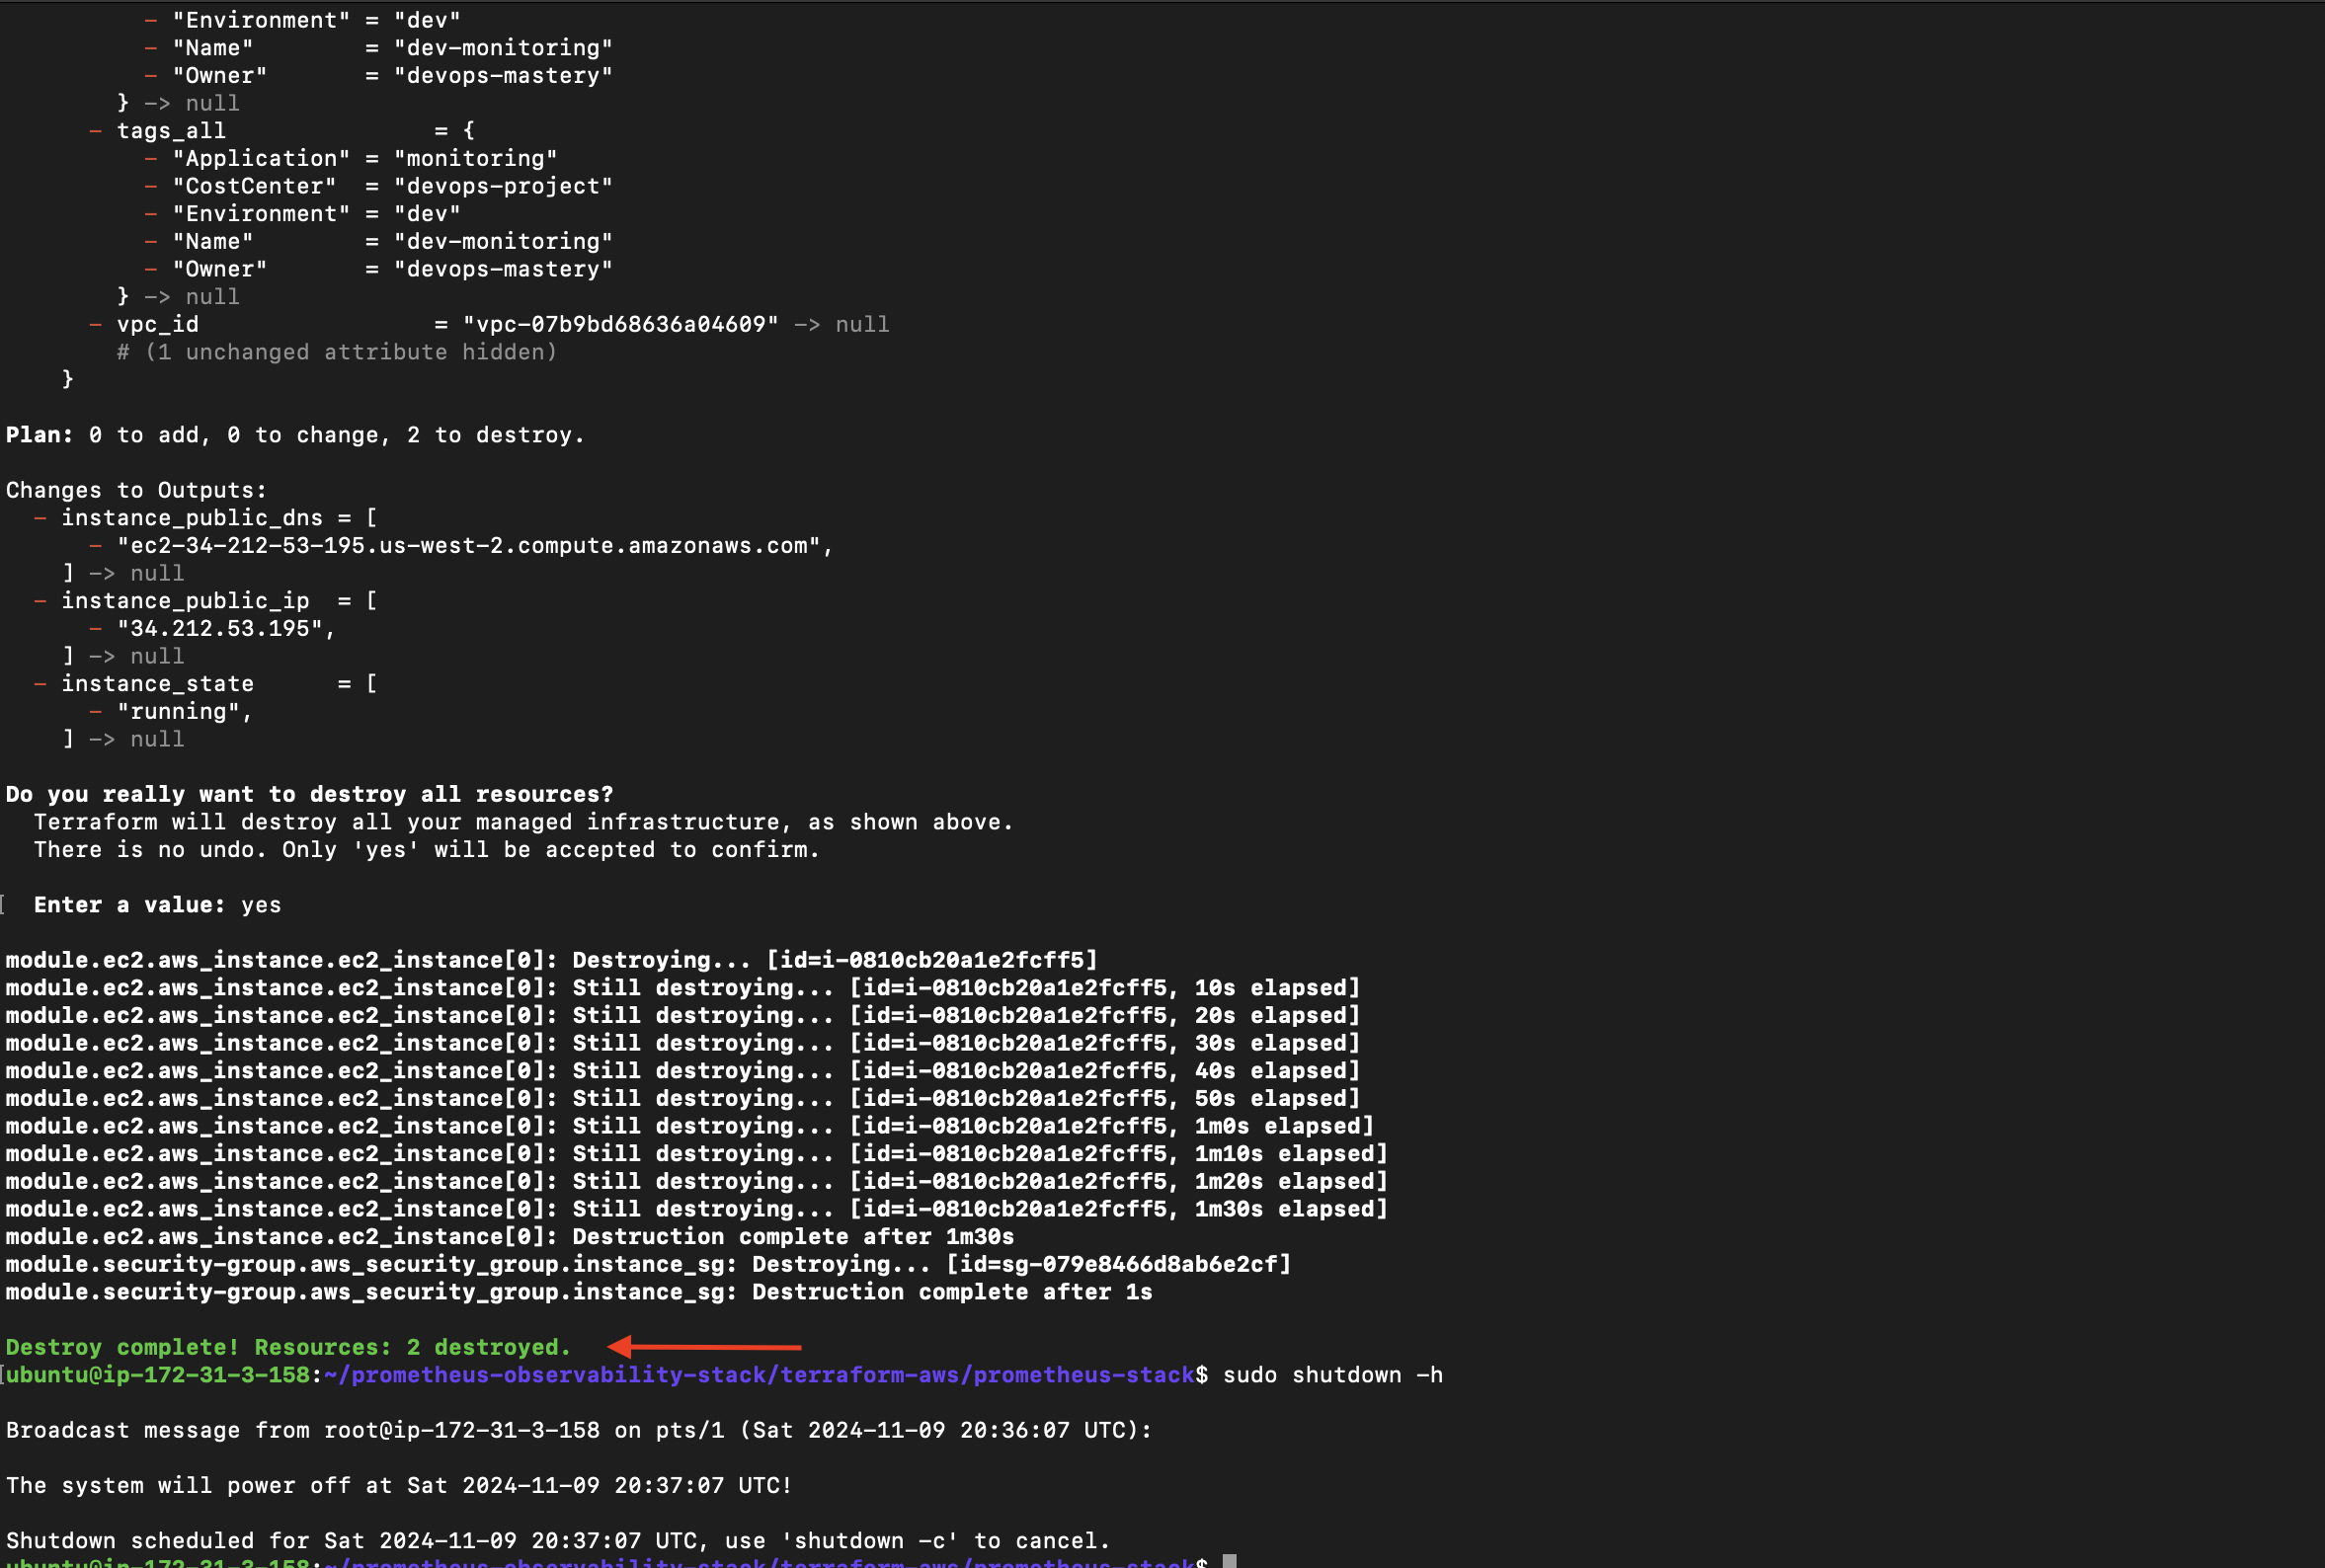 - "Environment" = "dev"
- "Name"        = "dev-monitoring"
- "Owner"       = "devops-mastery"
} -> null
- tags_all               = {
- "Application" = "monitoring"
- "CostCenter"  = "devops-project"
- "Environment" = "dev"
- "Name"        = "dev-monitoring"
- "Owner"       = "devops-mastery"
} -> null
- vpc_id                 = "vpc-07b9bd68636a04609" -> null
# (1 unchanged attribute hidden)
}
Plan: 0 to add, 0 to change, 2 to destroy.
Changes to Outputs:
- instance_public_dns = [
- "ec2-34-212-53-195.us-west-2.compute.amazonaws.com",
] -> null
- instance_public_ip  = [
- "34.212.53.195",
] -> null
- instance_state      = [
- "running",
] -> null
Do you really want to destroy all resources?
Terraform will destroy all your managed infrastructure, as shown above.
There is no undo. Only 'yes' will be accepted to confirm.
[  Enter a value: yes
module.ec2.aws_instance.ec2_instance[0]: Destroying... [id=i-0810cb20a1e2fcff5]
module.ec2.aws_instance.ec2_instance[0]: Still destroying... [id=i-0810cb20a1e2fcff5, 10s elapsed]
module.ec2.aws_instance.ec2_instance[0]: Still destroying... [id=i-0810cb20a1e2fcff5, 20s elapsed]
module.ec2.aws_instance.ec2_instance[0]: Still destroying... [id=i-0810cb20a1e2fcff5, 30s elapsed]
module.ec2.aws_instance.ec2_instance[0]: Still destroying... [id=i-0810cb20a1e2fcff5, 40s elapsed]
module.ec2.aws_instance.ec2_instance[0]: Still destroying... [id=i-0810cb20a1e2fcff5, 50s elapsed]
module.ec2.aws_instance.ec2_instance[0]: Still destroying... [id=i-0810cb20a1e2fcff5, 1m0s elapsed]
module.ec2.aws_instance.ec2_instance[0]: Still destroying... [id=i-0810cb20a1e2fcff5, 1m10s elapsed]
module.ec2.aws_instance.ec2_instance[0]: Still destroying... [id=i-0810cb20a1e2fcff5, 1m20s elapsed]
module.ec2.aws_instance.ec2_instance[0]: Still destroying... [id=i-0810cb20a1e2fcff5, 1m30s elapsed]
module.ec2.aws_instance.ec2_instance[0]: Destruction complete after 1m30s
module.security-group.aws_security_group.instance_sg: Destroying... [id=sg-079e8466d8ab6e2cf]
module.security-group.aws_security_group.instance_sg: Destruction complete after 1s
Destroy complete! Resources: 2 destroyed.
[ubuntu@ip-172-31-3-158:~/prometheus-observability-stack/terraform-aws/prometheus-stack$ sudo shutdown -h
Broadcast message from root@ip-172-31-3-158 on pts/1 (Sat 2024-11-09 20:36:07 UTC):
The system will power off at Sat 2024-11-09 20:37:07 UTC!
Shutdown scheduled for Sat 2024-11-09 20:37:07 UTC, use 'shutdown -c' to cancel.
ubuntu@ip-172-31-3-158:~/prometheus-observability-stack/terraform-aws/prometheus-stack$